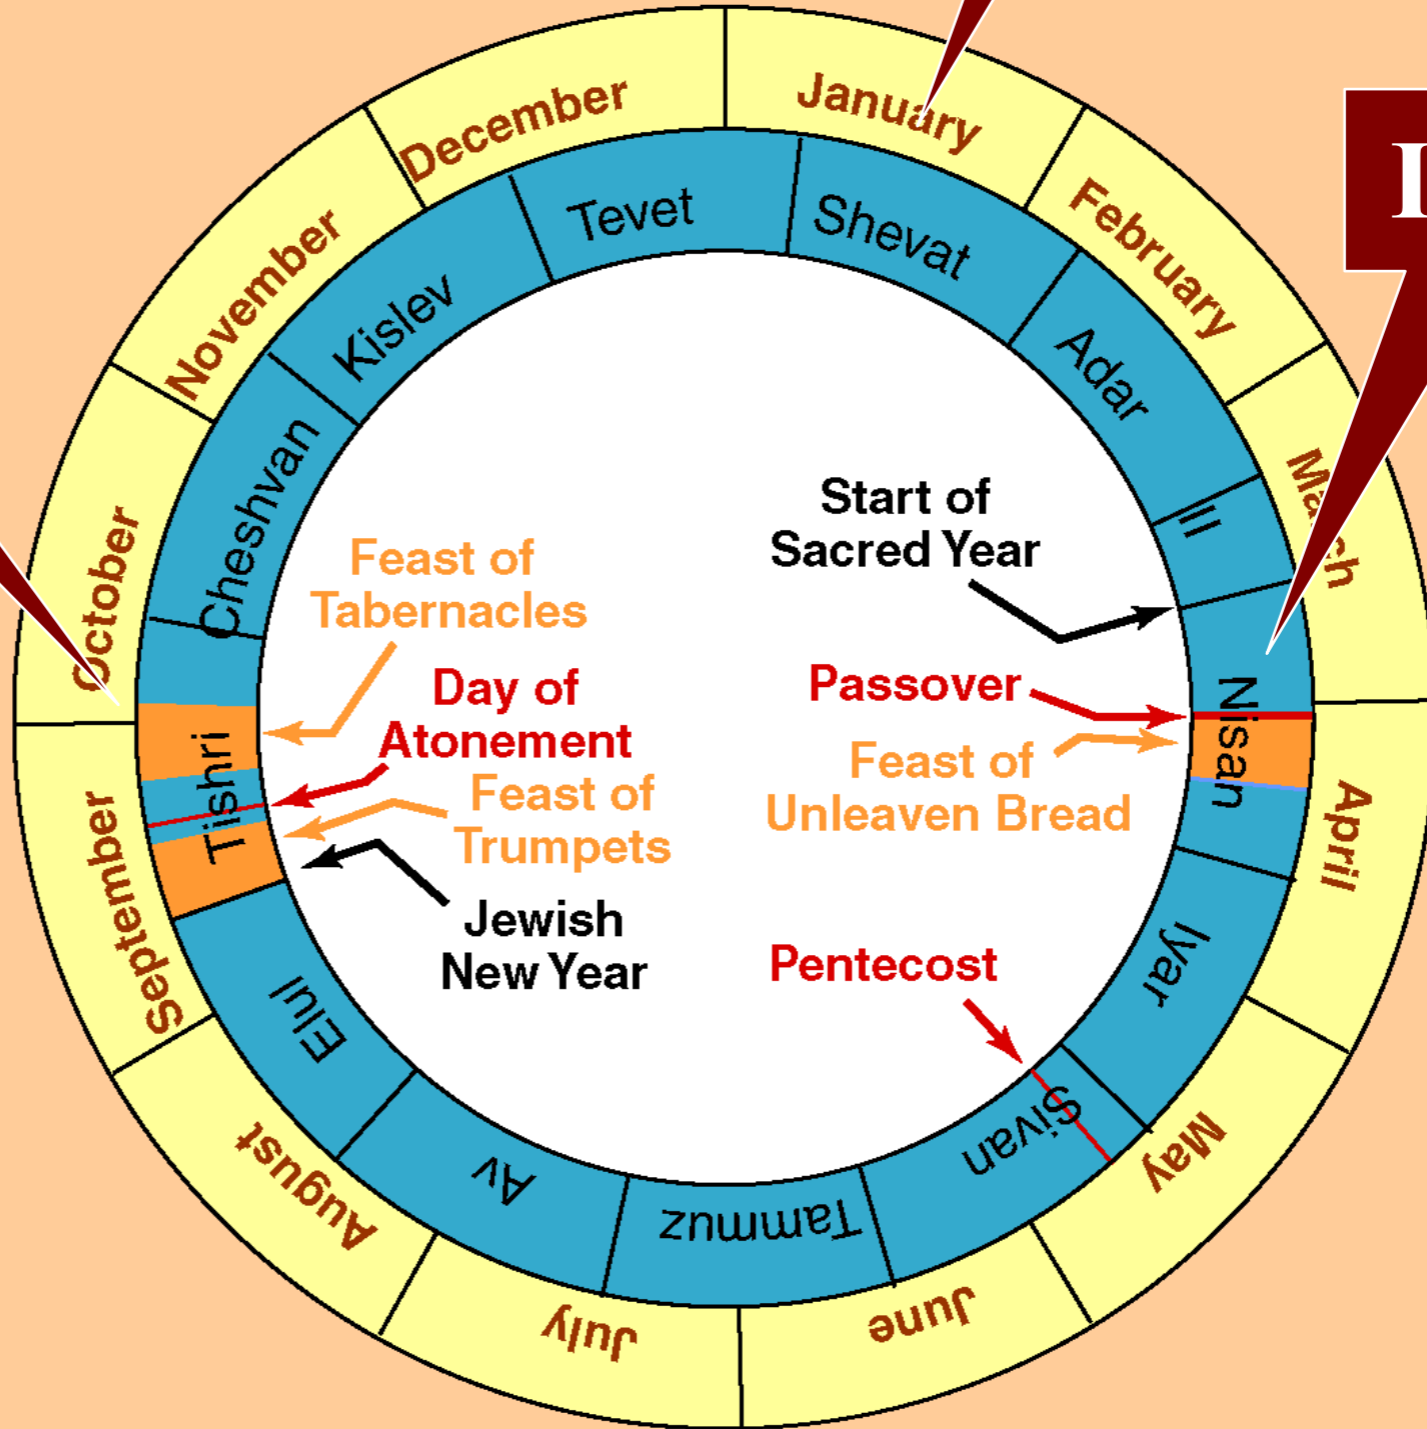 January
February
March
April
May
June
July
August
September
October
November
December
Tevet
Shevat
Adar
II
Nisan
Iyar
Sivan
Tammuz
Av
Elul
Tishri
Cheshvan
Kislev
Start of
Sacred Year
Passover
Feast of
Unleaven Bread
Pentecost
Feast of
Tabernacles
Day of
Atonement
Feast of
Trumpets
Jewish
New Year